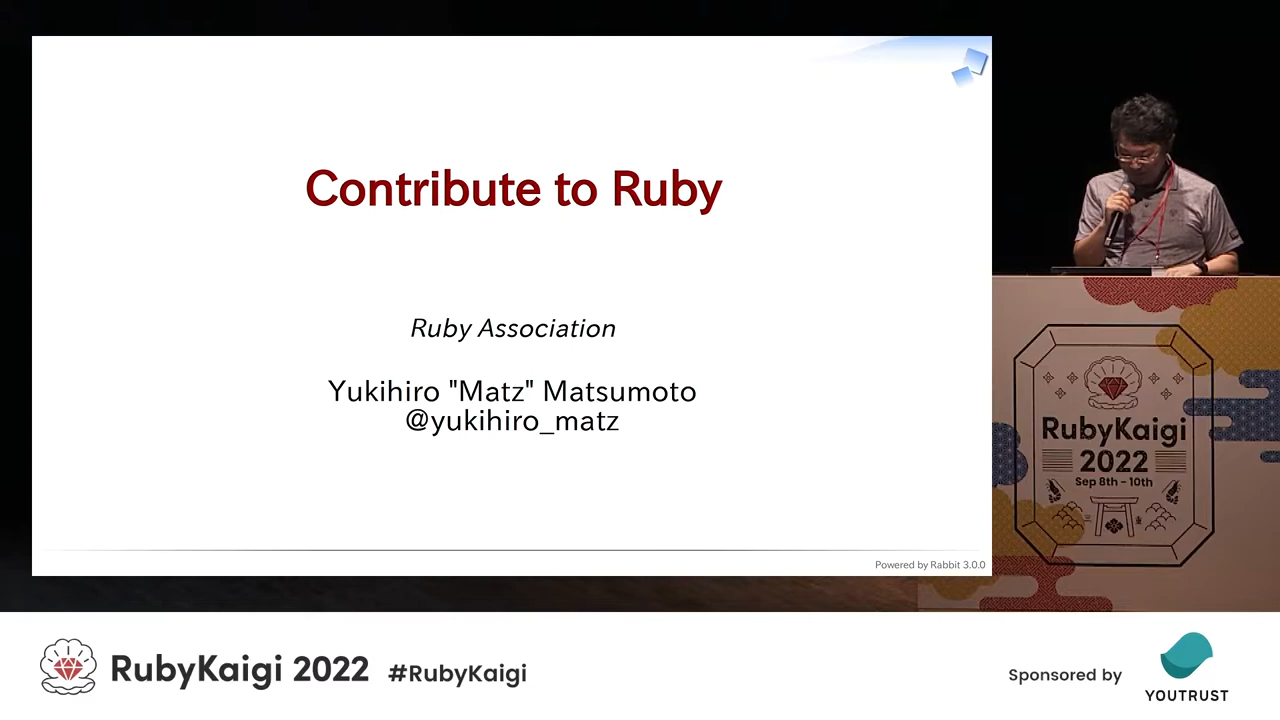 Contribute to Ruby
Ruby Association
Yukihiro "Matz" Matsumoto
@yukihiro_matz
Powered by Rabbit 3.0.0
RubyKaigi
2022
Sep 8th - 10th
RubyKaigi 2022 #RubyKaigi
Sponsored by
YOUTRUST